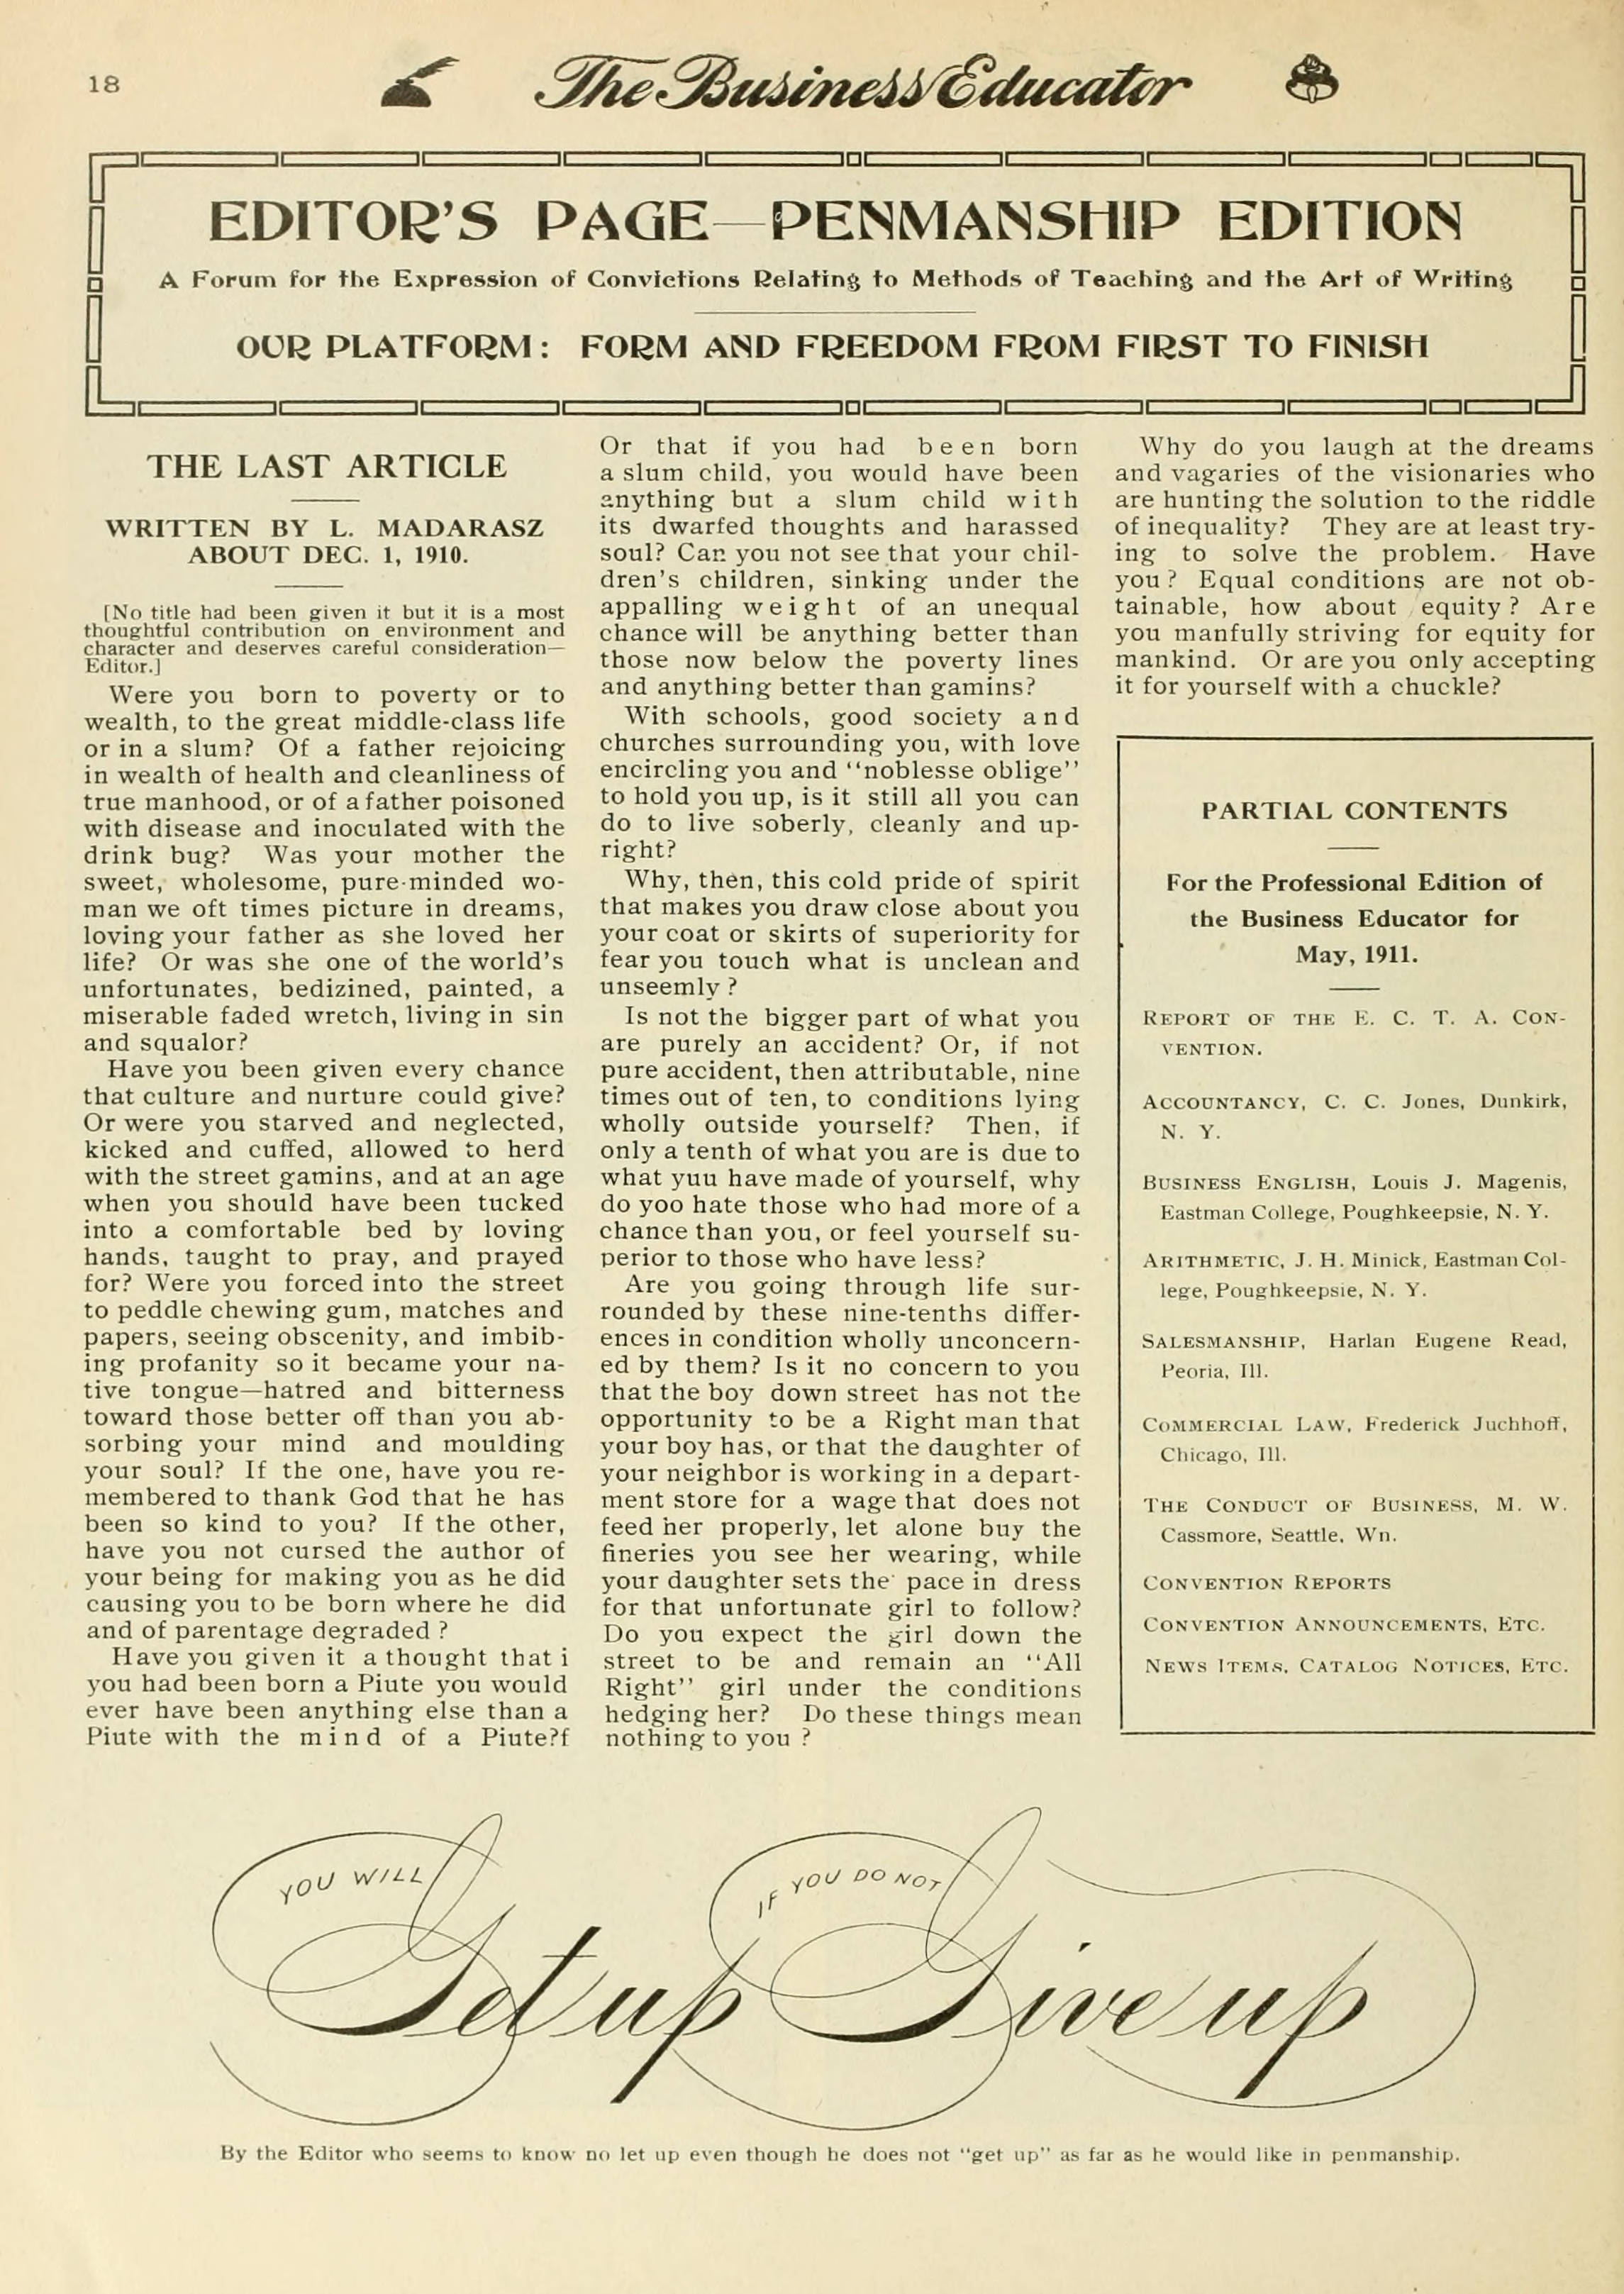 18
The Business Educator
EDITOR'S PAGE—PENMANSHIP EDITION
A Forum for the Expression of Convictions Relating to Methods of Teaching and the Art of Writing
OUR PLATFORM: FORM AND FREEDOM FROM FIRST TO FINISH
THE LAST ARTICLE
WRITTEN BY L. MADARASZ
ABOUT DEC. 1, 1910.
[No title had been given it but it is a most
thoughtful contribution on environment and
character and deserves careful consideration—
Editor.]
Were you born to poverty or to
wealth, to the great middle-class life
or in a slum? Of a father rejoicing
in wealth of health and cleanliness of
true manhood, or of a father poisoned
with disease and inoculated with the
drink bug? Was your mother the
sweet, wholesome, pure-minded wo-
man we oft times picture in dreams,
loving your father as she loved her
life? Or was she one of the world's
unfortunates, bedizined, painted, a
miserable faded wretch, living in sin
and squalor?
Have you been given every chance
that culture and nurture could give?
Or were you starved and neglected,
kicked and cuffed, allowed to herd
with the street gamins, and at an age
when you should have been tucked
into a comfortable bed by loving
hands, taught to pray, and prayed
for? Were you forced into the street
to peddle chewing gum, matches and
papers, seeing obscenity, and imbib-
ing profanity so it became your na-
tive tongue—hatred and bitterness
toward those better off than you ab-
sorbing your mind and moulding
your soul? If the one, have you re-
membered to thank God that he has
been so kind to you? If the other,
have you not cursed the author of
your being for making you as he did
causing you to be born where he did
and of parentage degraded ?
Have you given it a thought that i
you had been born a Piute you would
ever have been anything else than a
Piute with the mind of a Piute?f
Or that if you had been born
a slum child, you would have been
anything but a slum child with
its dwarfed thoughts and harassed
soul? Can you not see that your chil-
dren's children, sinking under the
appalling weight of an unequal
chance will be anything better than
those now below the poverty lines
and anything better than gamins?
With schools, good society and
churches surrounding you, with love
encircling you and "noblesse oblige"
to hold you up, is it still all you can
do to live soberly, cleanly and up-
right?
Why, then, this cold pride of spirit
that makes you draw close about you
your coat or skirts of superiority for
fear you touch what is unclean and
unseemly ?
Is not the bigger part of what you
are purely an accident? Or, if not
pure accident, then attributable, nine
times out of ten, to conditions lying
wholly outside yourself? Then, if
only a tenth of what you are is due to
what yuu have made of yourself, why
do yoo hate those who had more of a
chance than you, or feel yourself su-
perior to those who have less?
Are you going through life sur-
rounded by these nine-tenths differ-
ences in condition wholly unconcern-
ed by them? Is it no concern to you
that the boy down street has not the
opportunity to be a Right man that
your boy has, or that the daughter of
your neighbor is working in a depart-
ment store for a wage that does not
feed her properly, let alone buy the
fineries you see her wearing, while
your daughter sets the pace in dress
for that unfortunate girl to follow?
Do you expect the girl down the
street to be and remain an "All
Right" girl under the conditions
hedging her? Do these things mean
nothing to you ?
Why do you laugh at the dreams
and vagaries of the visionaries who
are hunting the solution to the riddle
of inequality? They are at least try-
ing to solve the problem. Have
you? Equal conditions are not ob-
tainable, how about equity? Are
you manfully striving for equity for
mankind. Or are you only accepting
it for yourself with a chuckle?
PARTIAL CONTENTS
For the Professional Edition of
the Business Educator for
May, 1911.
REPORT OF THE E. C. T. A. CON-
VENTION.
ACCOUNTANCY, C. C. Jones, Dunkirk,
N. Y.
BUSINESS ENGLISH, Louis J. Magenis,
Eastman College, Poughkeepsie, N. Y.
ARITHMETIC, J. H. Minick, Eastman Col-
lege, Poughkeepsie, N. Y.
SALESMANSHIP, Harlan Eugene Read,
Peoria, Ill.
COMMERCIAL LAW, Frederick Juchhoff,
Chicago, Ill.
THE CONDUCT OF BUSINESS, M. W.
Cassmore, Seattle, Wn.
CONVENTION REPORTS
CONVENTION ANNOUNCEMENTS, ETC.
NEWS ITEMS, CATALOG NOTICES, ETC.
YOU WILL
Get up
IF YOU DO NOT
Give up
By the Editor who seems to know no let up even though he does not "get up" as far as he would like in penmanship.